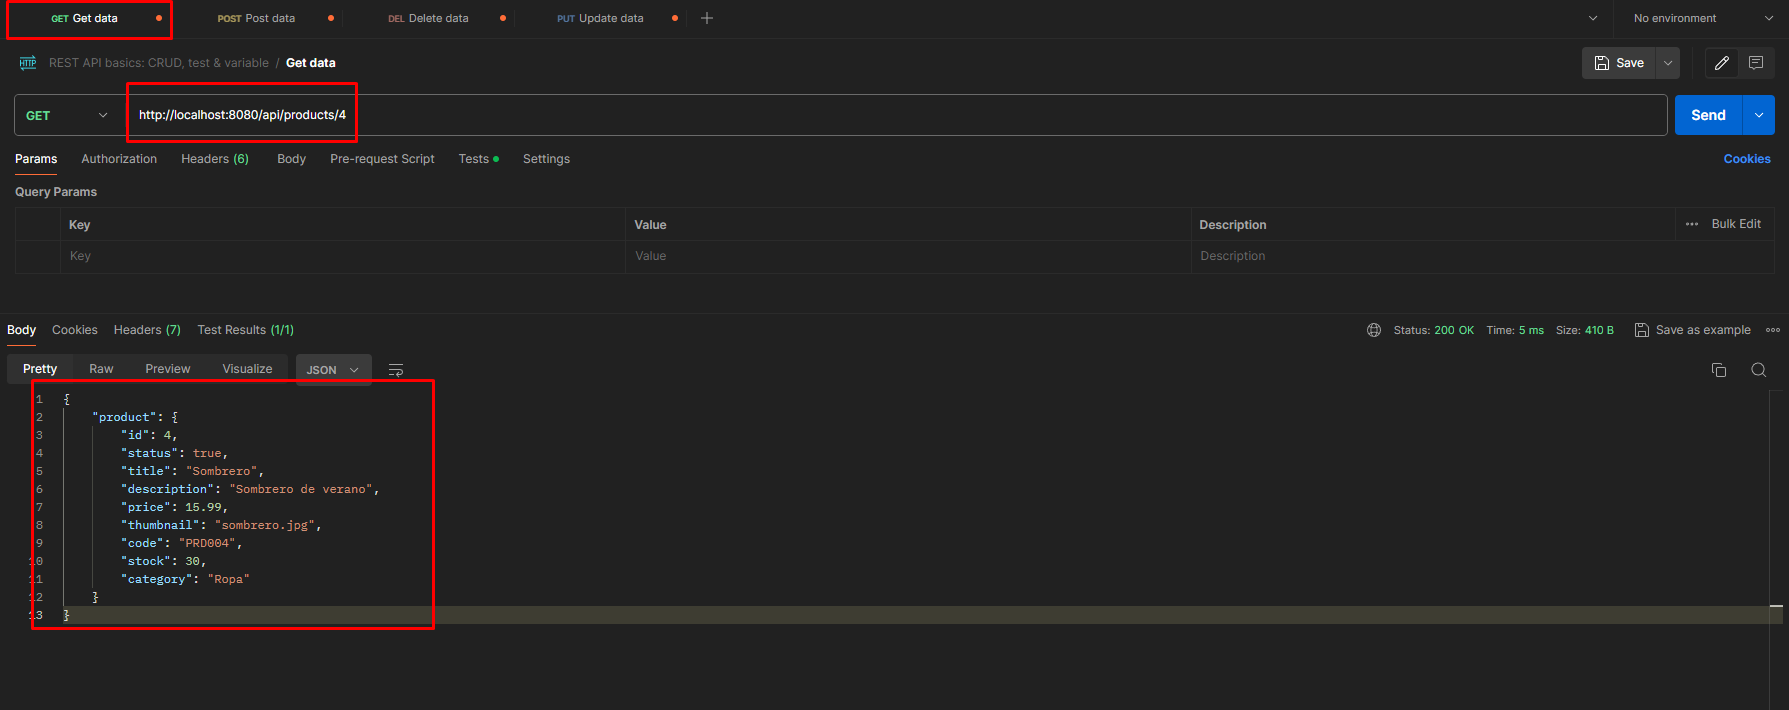 GET Get data POST Post data DEL Delete data PUT Update data No environment
HTTP REST API basics: CRUD, test & variable / Get data Save
GET http://localhost:8080/api/products/4 Send
Params Authorization Headers (6) Body Pre-request Script Tests Settings Cookies
Query Params
Key Value Description Bulk Edit
Key Value Description
Body Cookies Headers (7) Test Results (1/1) Status: 200 OK Time: 5 ms Size: 410 B Save as example
Pretty Raw Preview Visualize JSON
1 {
2 "product": {
3 "id": 4,
4 "status": true,
5 "title": "Sombrero",
6 "description": "Sombrero de verano",
7 "price": 15.99,
8 "thumbnail": "sombrero.jpg",
9 "code": "PRD004",
10 "stock": 30,
11 "category": "Ropa"
12 }
13 }